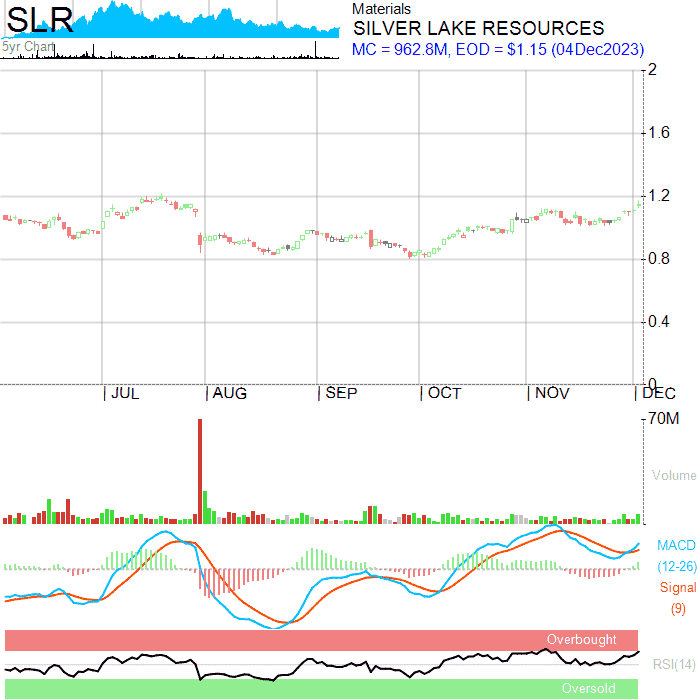 SLR
5yr Chart
Materials
SILVER LAKE RESOURCES
MC = 962.8M, EOD = $1.15 (04Dec2023)
2
1.6
1.2
0.8
0.4
0
JUL AUG SEP OCT NOV DEC
70M
Volume
MACD
(12-26)
Signal
(9)
Overbought
RSI(14)
Oversold